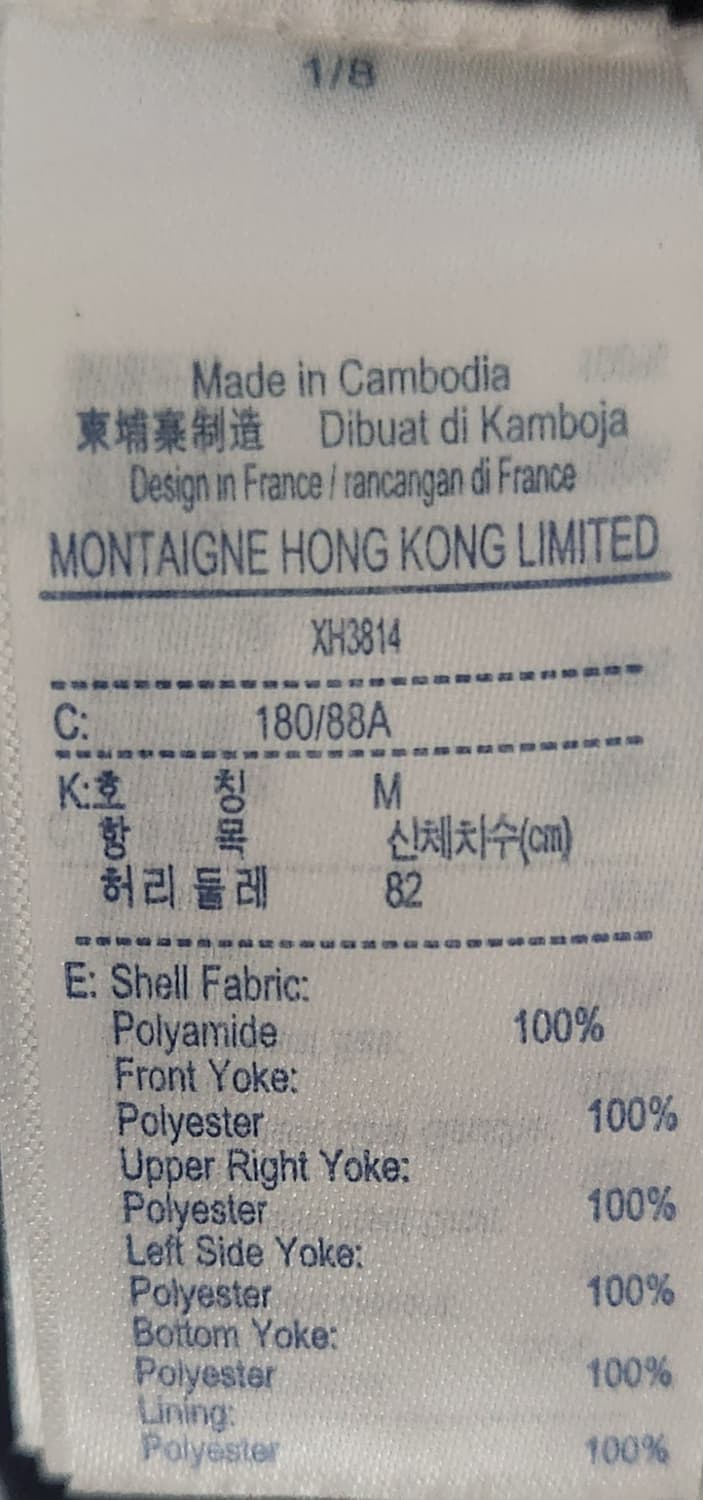 1/8
Made in Cambodia
柬埔寨制造 Dibuat di Kamboja
Design in France / rancangan di France
MONTAIGNE HONG KONG LIMITED
XH3814
C: 180/88A
K:호 칭 M
항 목 신체치수(cm)
허리 둘레 82
E: Shell Fabric:
Polyamide 100%
Front Yoke:
Polyester 100%
Upper Right Yoke:
Polyester 100%
Left Side Yoke:
Polyester 100%
Bottom Yoke:
Polyester 100%
Lining:
Polyester 100%